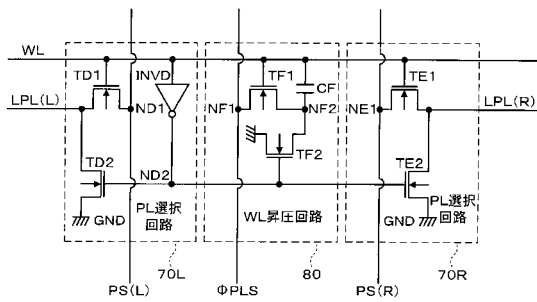 WL
TD1
INVD
TF1
CF
TE1
LPL(L)
ND1
NF1
NF2
NE1
LPL(R)
TD2
ND2
TF2
TE2
GND
PL選択
回路
WL昇圧回路
GND
PL選択
回路
70L
80
70R
PS(L)
ΦPLS
PS(R)